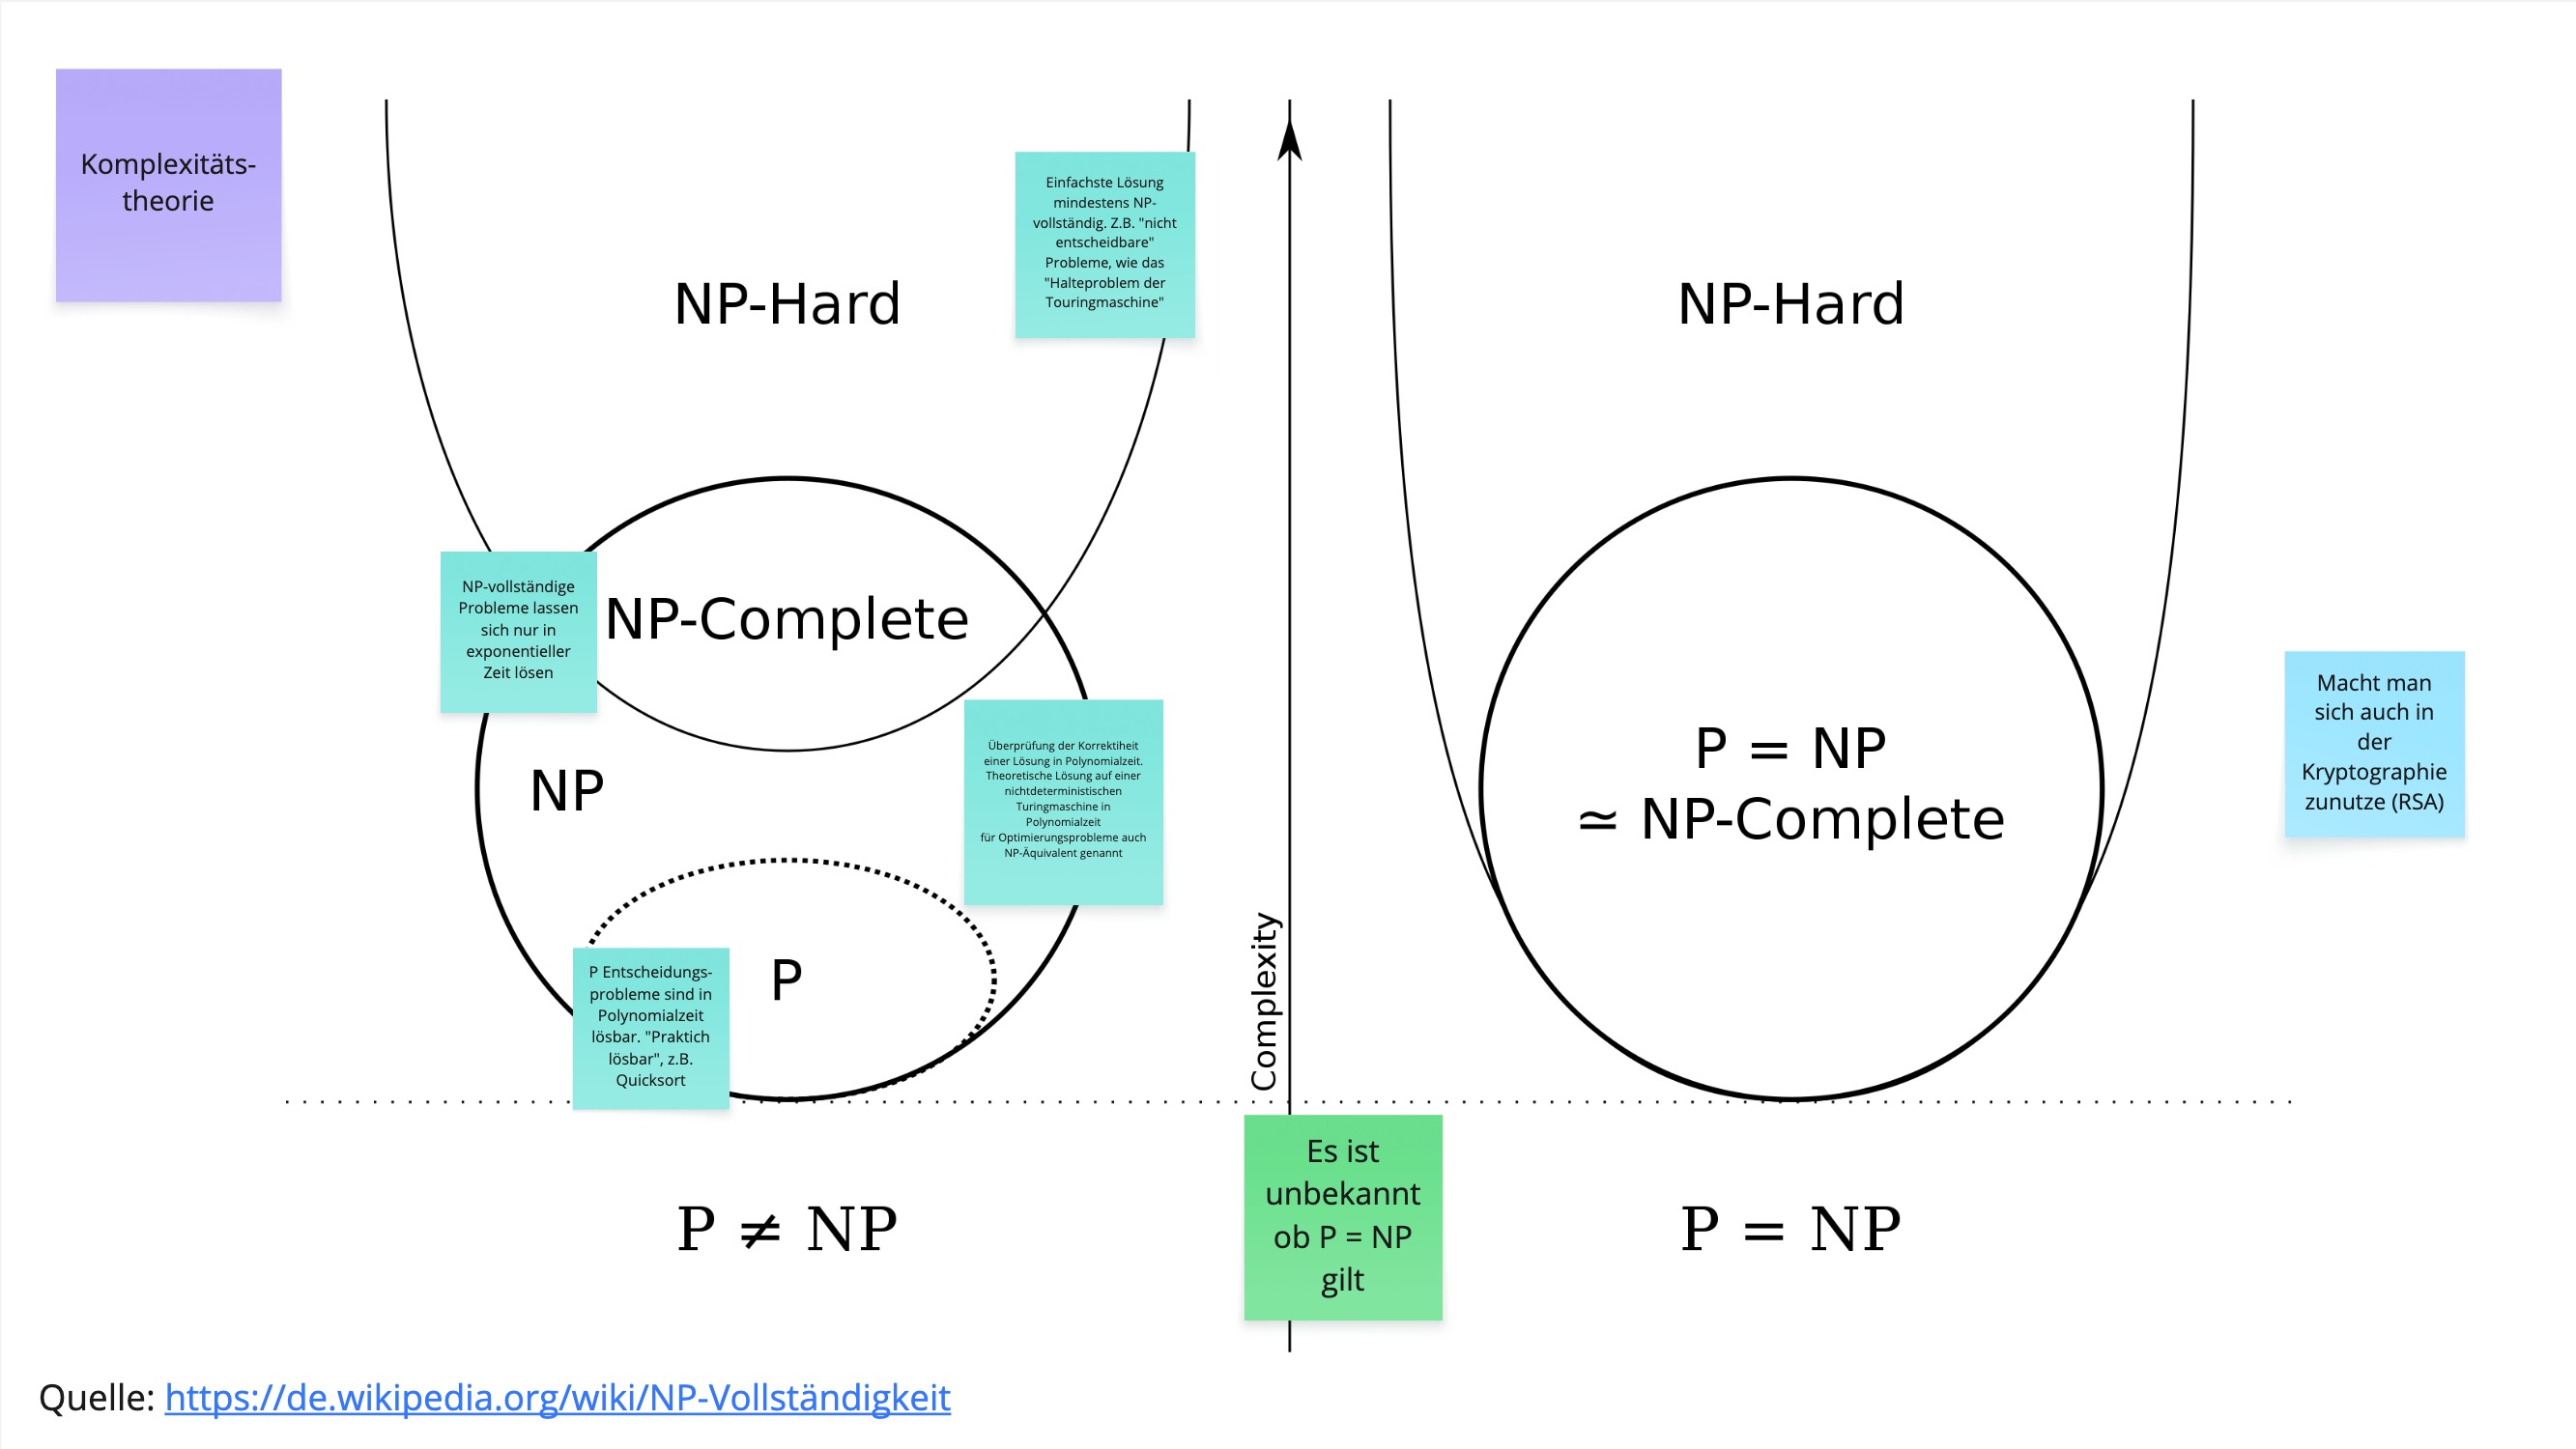 Komplexitäts-
theorie
NP-Hard
Einfachste Lösung
mindestens NP-
vollständig. Z.B. "nicht
entscheidbare"
Probleme, wie das
"Halteproblem der
Touringmaschine"
NP-Hard
NP-vollständige
Probleme lassen
sich nur in
exponentieller
Zeit lösen
NP-Complete
NP
Überprüfung der Korrektiheit
einer Lösung in Polynomialzeit.
Theoretische Lösung auf einer
nichtdeterministischen
Turingmaschine in
Polynomialzeit
für Optimierungsprobleme auch
NP-Äquivalent genannt
P = NP
≃ NP-Complete
Macht man
sich auch in
der
Kryptographie
zunutze (RSA)
P Entscheidungs-
probleme sind in
Polynomialzeit
lösbar. "Praktich
lösbar", z.B.
Quicksort
P
Complexity
P ≠ NP
Es ist
unbekannt
ob P = NP
gilt
P = NP
Quelle: https://de.wikipedia.org/wiki/NP-Vollständigkeit